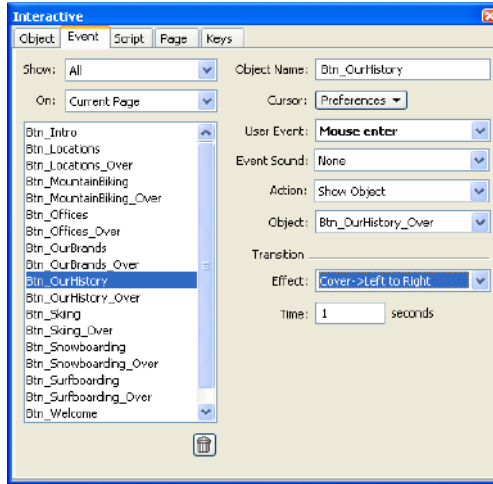 Interactive
Object Event Script Page Keys
Show: All
On: Current Page
Btn_Intro
Btn_Locations
Btn_Locations_Over
Btn_MountainBiking
Btn_MountainBiking_Over
Btn_Offices
Btn_Offices_Over
Btn_OurBrands
Btn_OurBrands_Over
Btn_OurHistory
Btn_OurHistory_Over
Btn_Sking
Btn_Sking_Over
Btn_Snowboarding
Btn_Snowboarding_Over
Btn_Surfboarding
Btn_Surfboarding_Over
Btn_Welcome
Object Name: Btn_OurHistory
Cursor: Preferences
User Event: Mouse enter
Event Sound: None
Action: Show Object
Object: Btn_OurHistory_Over
Transition
Effect: Cover->Left to Right
Time: 1 seconds